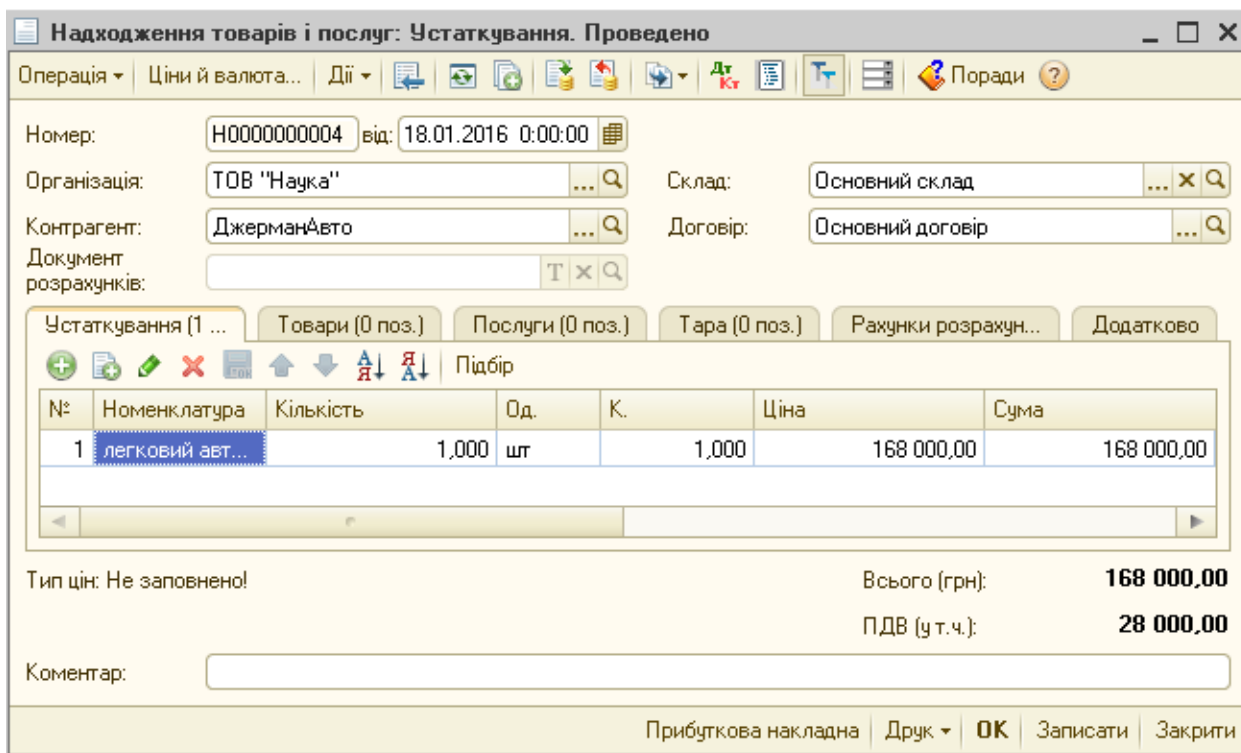 Надходження товарів і послуг: Устаткування. Проведено
Операція Ціни й валюта... Дії Дт Кт Тт Поради ?
Номер: Н0000000004 від: 18.01.2016 0:00:00
Організація: ТОВ "Наука" ... Склад: Основний склад ...
Контрагент: ДжерманАвто ... Договір: Основний договір ...
Документ
розрахунків: T
Устаткування (1 ... Товари (0 поз.) Послуги (0 поз.) Тара (0 поз.) Рахунки розрахун... Додатково
А Я Я А Підбір
№ Номенклатура Кількість Од. К. Ціна Сума
1 легковий авт... 1,000 шт 1,000 168 000,00 168 000,00
Тип цін: Не заповнено! Всього (грн): 168 000,00
ПДВ (у т.ч.): 28 000,00
Коментар:
Прибуткова накладна Друк OK Записати Закрити